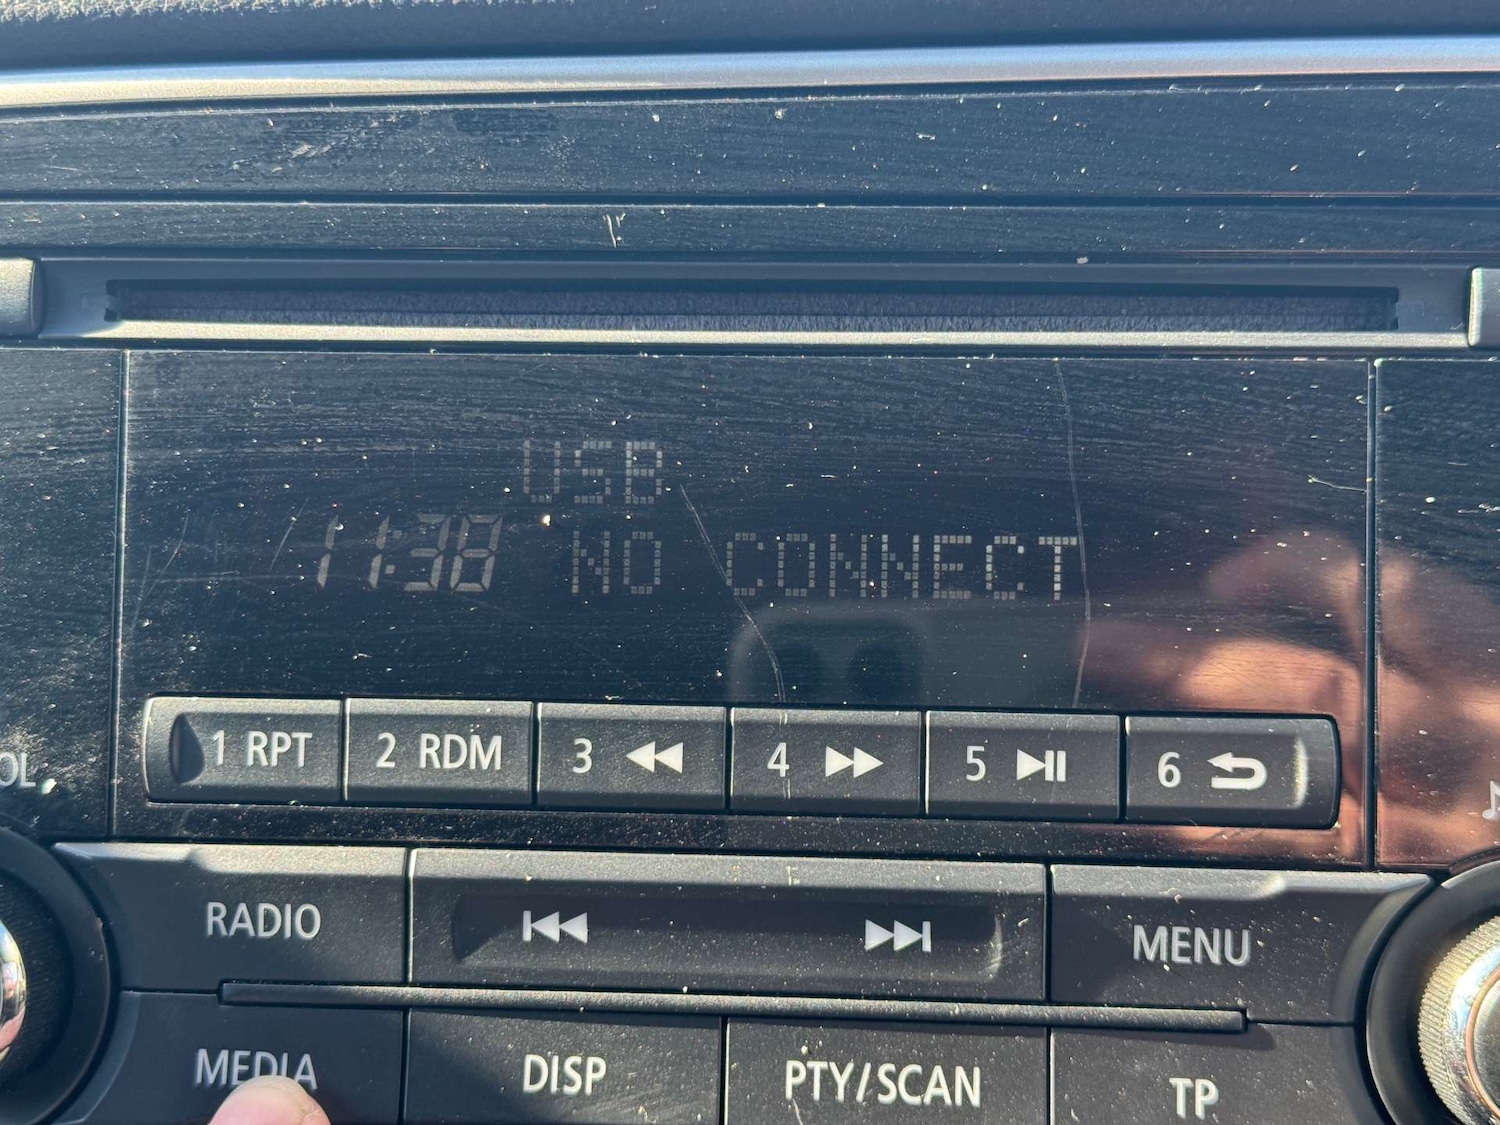 USB
11:38 NO CONNECT
1 RPT 2 RDM 3 4 5 6
RADIO MENU
MEDIA DISP PTY/SCAN TP